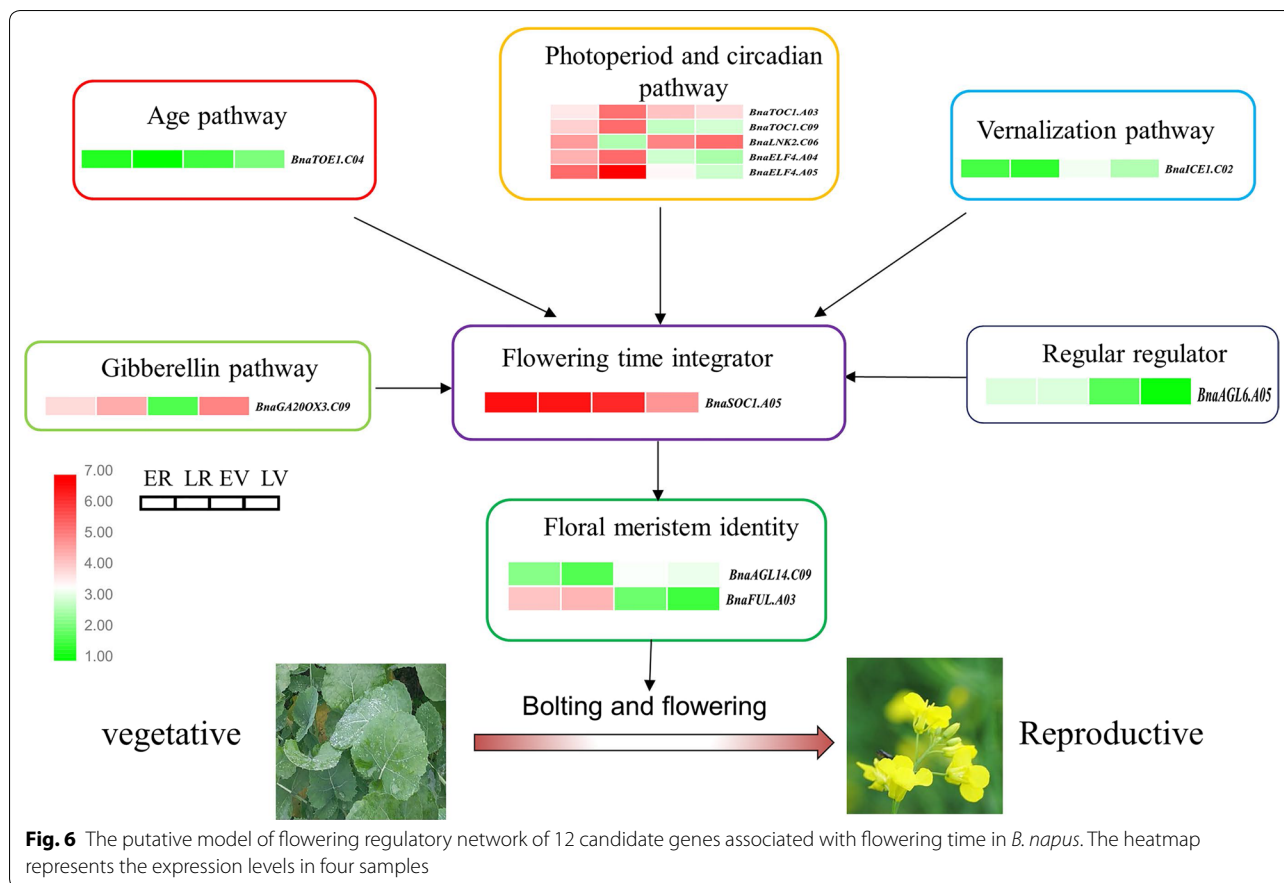 Photoperiod and circadian
pathway
BnaTOC1.A03
BnaTOC1.C09
BnaLNK2.C06
BnaELF4.A04
BnaELF4.A05
Age pathway
BnaTOE1.C04
Vernalization pathway
BnaICE1.C02
Gibberellin pathway
BnaGA20OX3.C09
Flowering time integrator
BnaSOC1.A05
Regular regulator
BnaAGL6.A05
7.00
6.00
5.00
4.00
3.00
2.00
1.00
ER LR EV LV
Floral meristem identity
BnaAGL14.C09
BnaFUL.A03
vegetative
Bolting and flowering
Reproductive
Fig. 6 The putative model of flowering regulatory network of 12 candidate genes associated with flowering time in B. napus. The heatmap
represents the expression levels in four samples